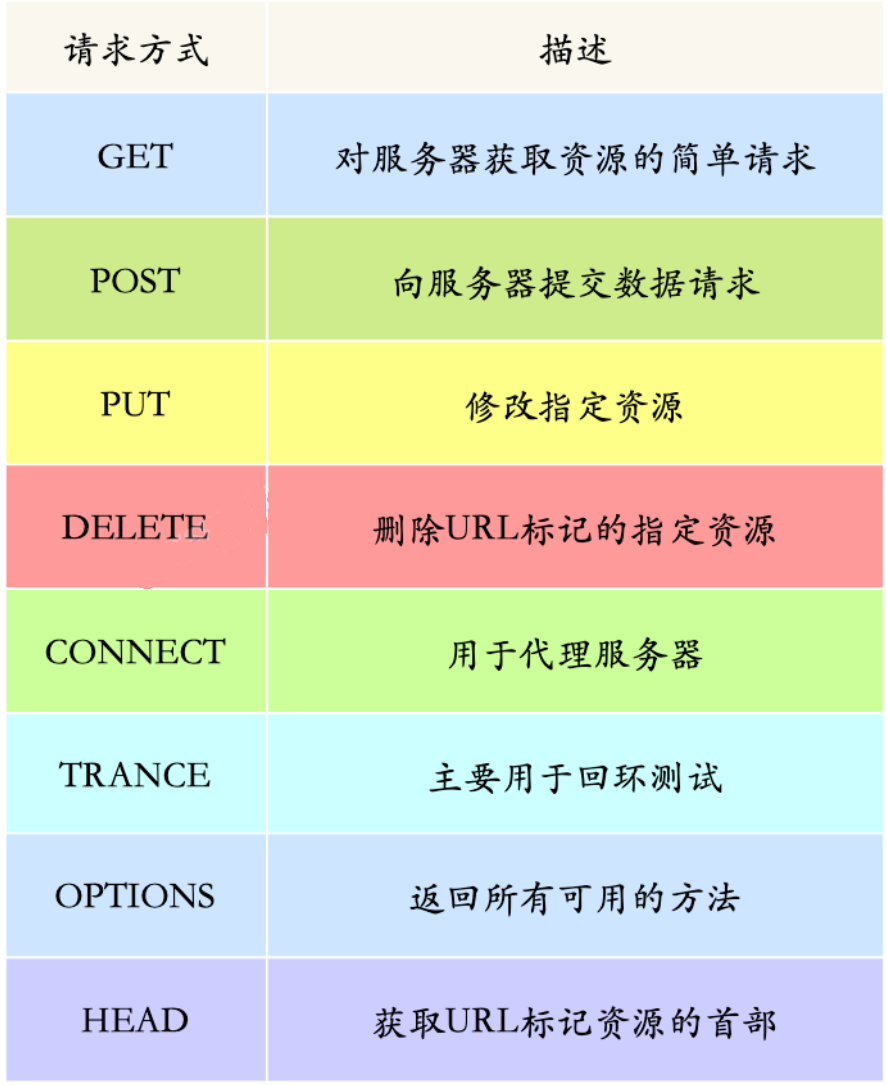 请求方式 描述
GET 对服务器获取资源的简单请求
POST 向服务器提交数据请求
PUT 修改指定资源
DELETE 删除URL标记的指定资源
CONNECT 用于代理服务器
TRANCE 主要用于回环测试
OPTIONS 返回所有可用的方法
HEAD 获取URL标记资源的首部